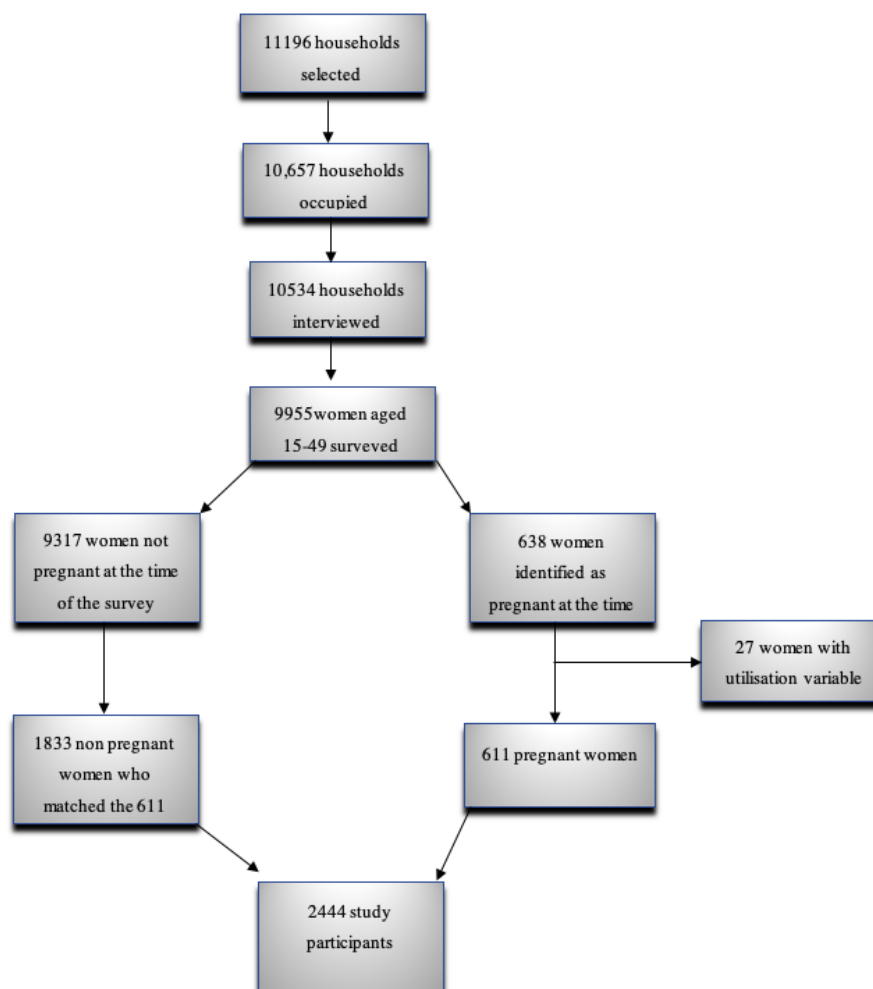 11196 households
selected
10,657 households
occupied
10534 households
interviewed
9955women aged
15-49 surveved
9317 women not
pregnant at the time
of the survey
638 women
identified as
pregnant at the time
27 women with
utilisation variable
1833 non pregnant
women who
matched the 611
611 pregnant women
2444 study
participants